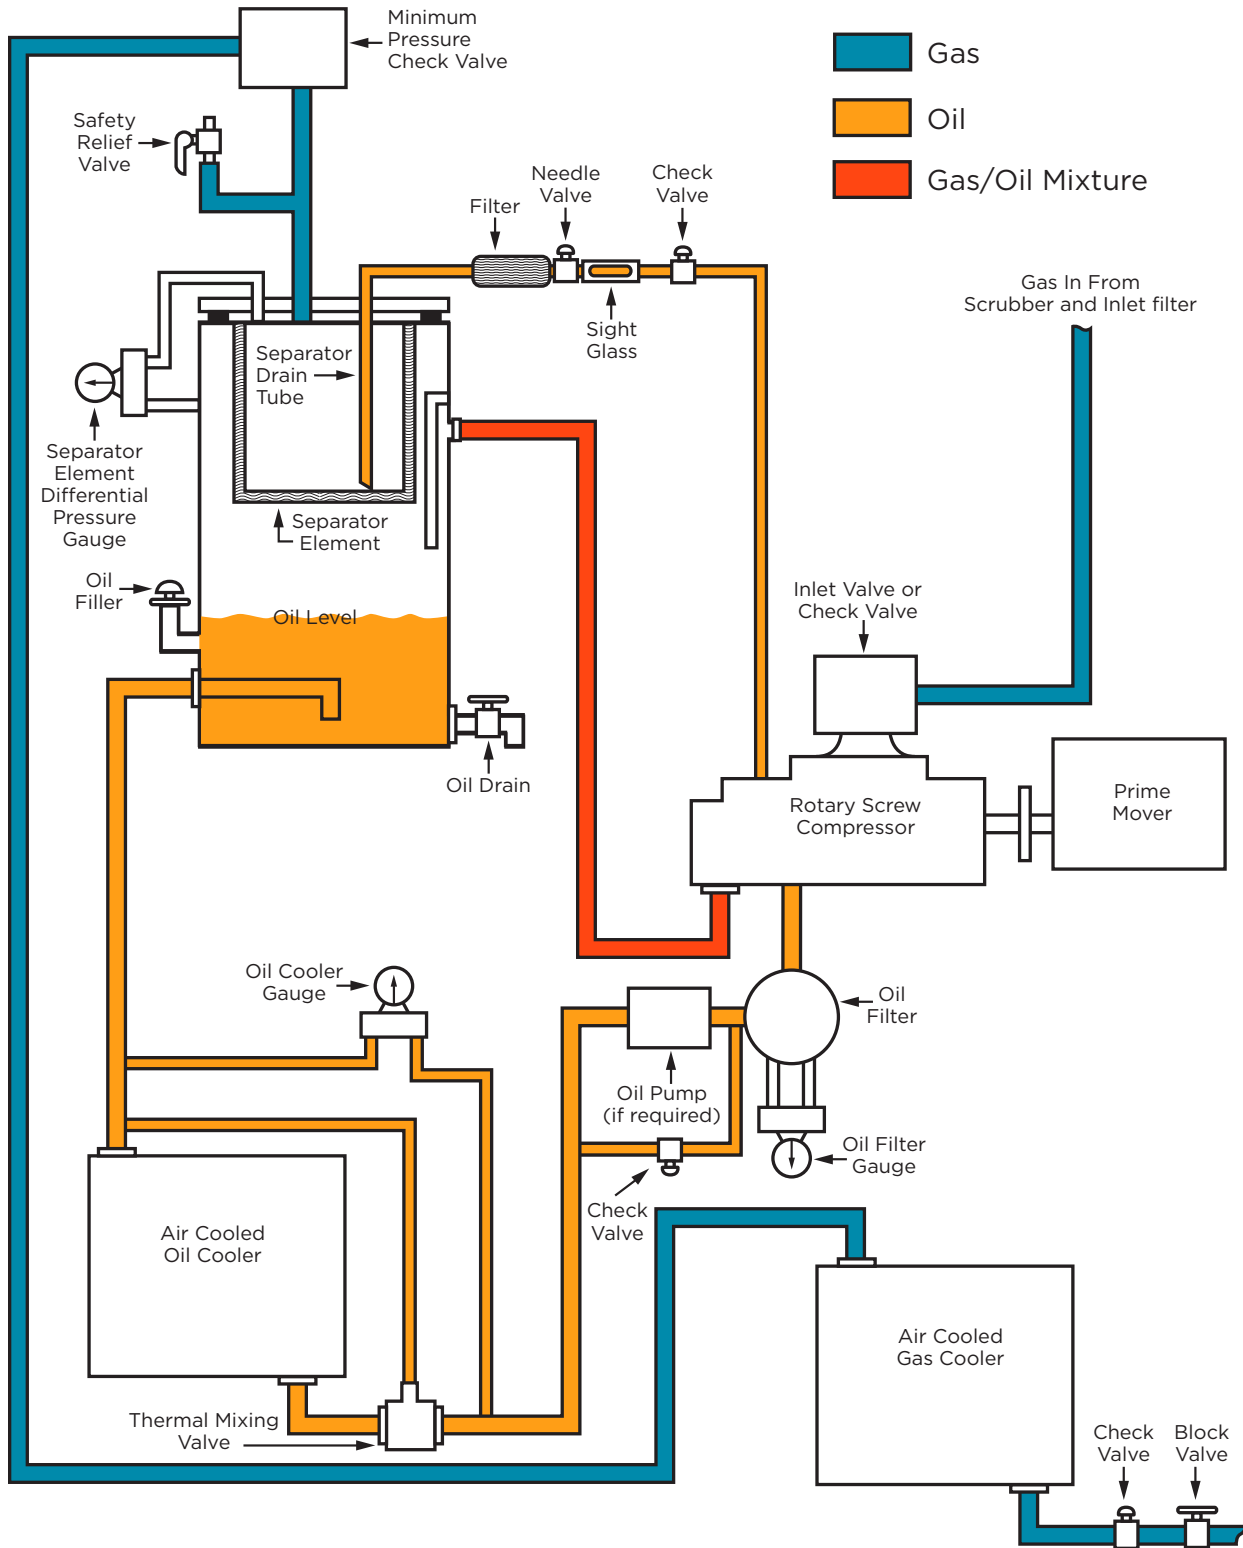 Minimum
Pressure
Check Valve
Gas
Oil
Gas/Oil Mixture
Safety
Relief
Valve
Filter
Needle
Valve
Check
Valve
Sight
Glass
Gas In From
Scrubber and Inlet filter
Separator
Drain
Tube
Separator
Element
Differential
Pressure
Gauge
Separator
Element
Oil
Filler
Oil Level
Oil Drain
Inlet Valve or
Check Valve
Rotary Screw
Compressor
Prime
Mover
Oil Cooler
Gauge
Oil
Filter
Oil Pump
(if required)
Oil Filter
Gauge
Check
Valve
Air Cooled
Oil Cooler
Air Cooled
Gas Cooler
Thermal Mixing
Valve
Check
Valve
Block
Valve